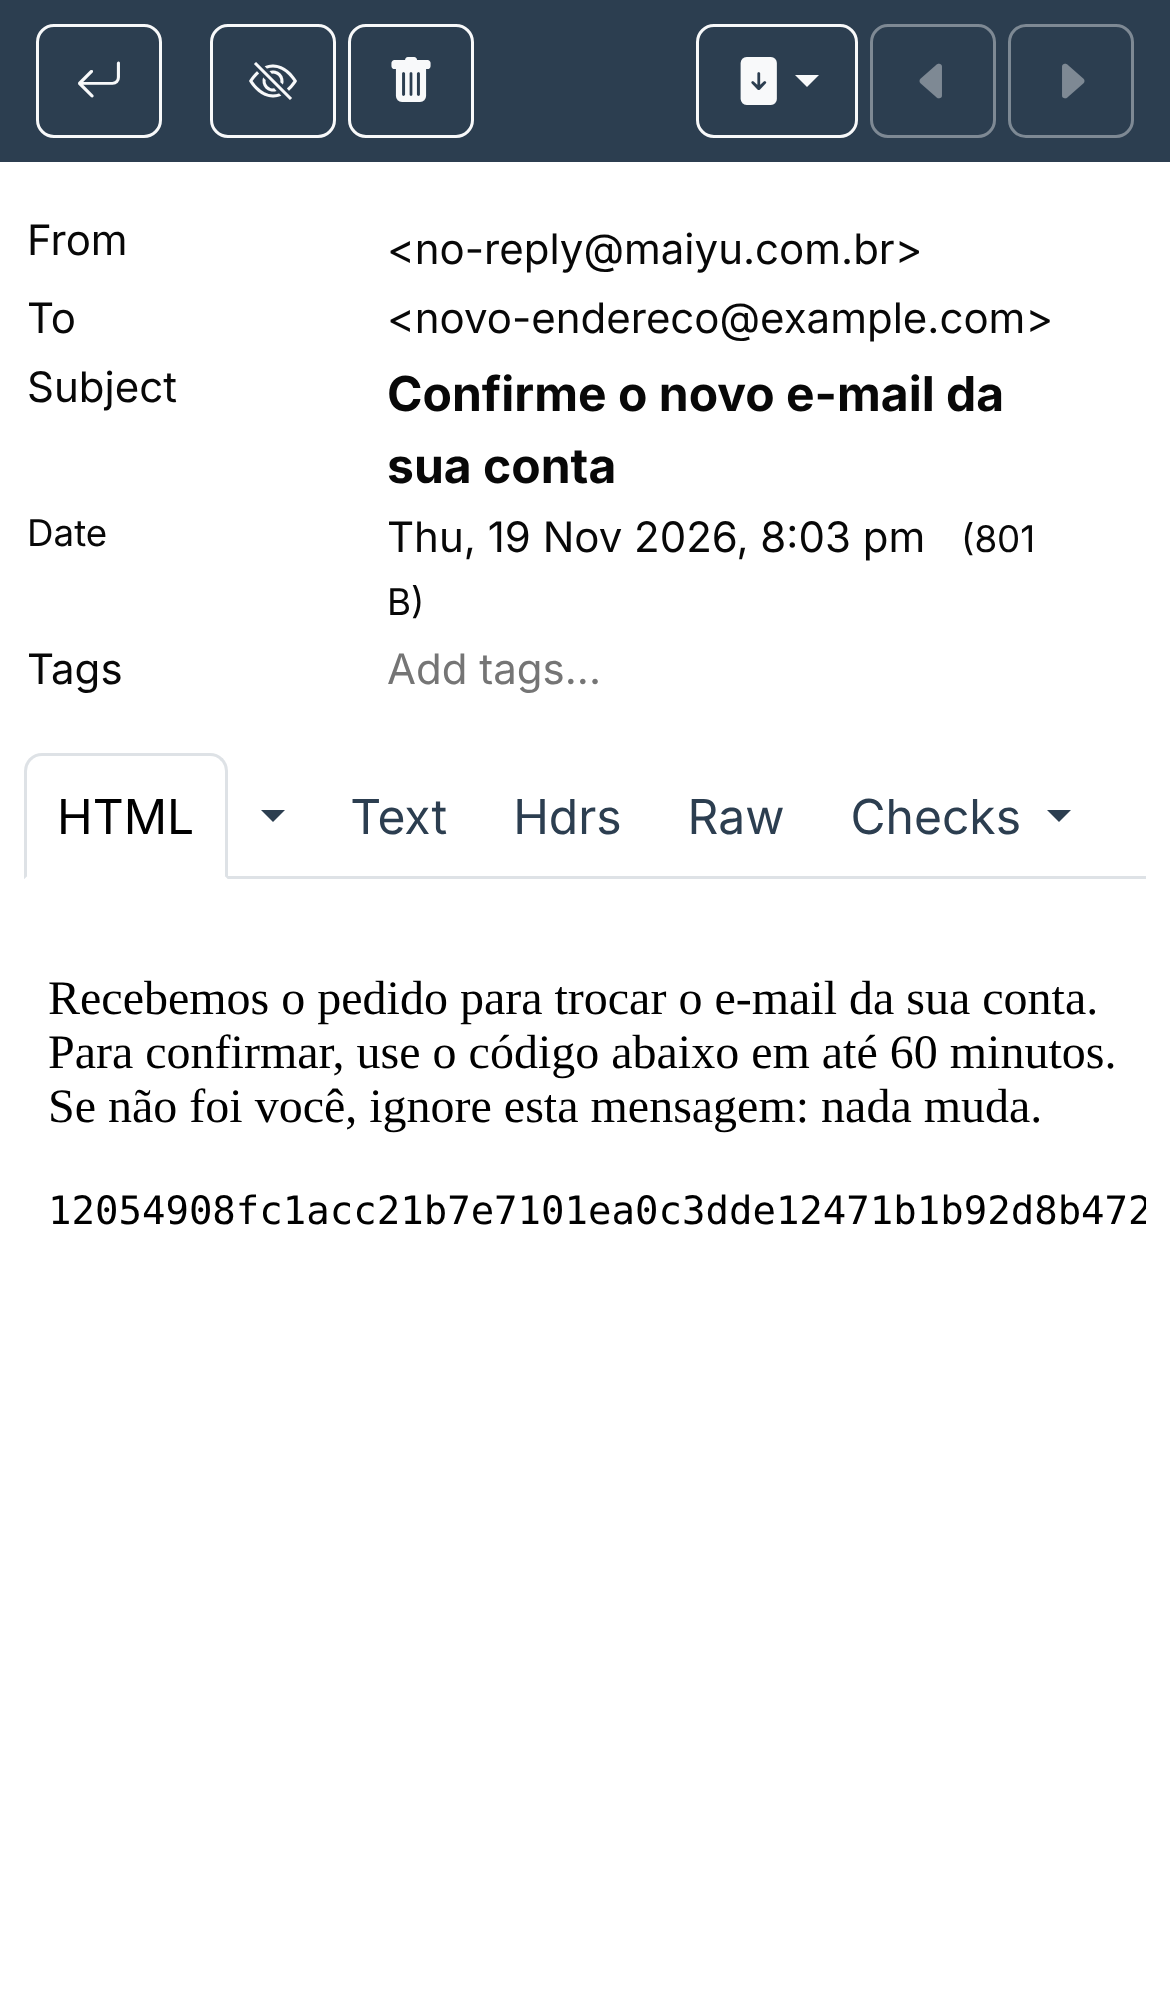 From <no-reply@maiyu.com.br>
To <novo-endereco@example.com>
Subject Confirme o novo e-mail da
sua conta
Date Thu, 19 Nov 2026, 8:03 pm (801
B)
Tags Add tags...
HTML Text Hdrs Raw Checks
Recebemos o pedido para trocar o e-mail da sua conta.
Para confirmar, use o código abaixo em até 60 minutos.
Se não foi você, ignore esta mensagem: nada muda.
12054908fc1acc21b7e7101ea0c3dde12471b1b92d8b472